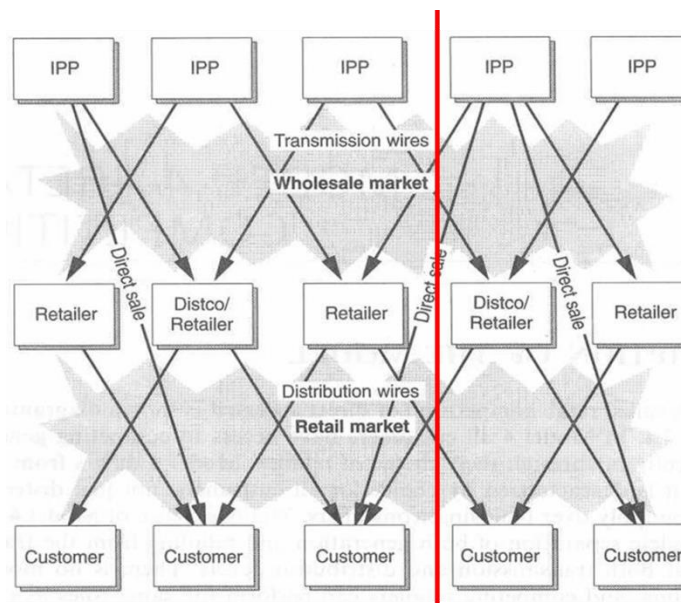 IPP IPP IPP IPP IPP
Transmission wires
Wholesale market
Direct sale
Direct sale
Direct sale
Retailer Distco/ Retailer Retailer Distco/ Retailer Retailer
Distribution wires
Retail market
Customer Customer Customer Customer Customer